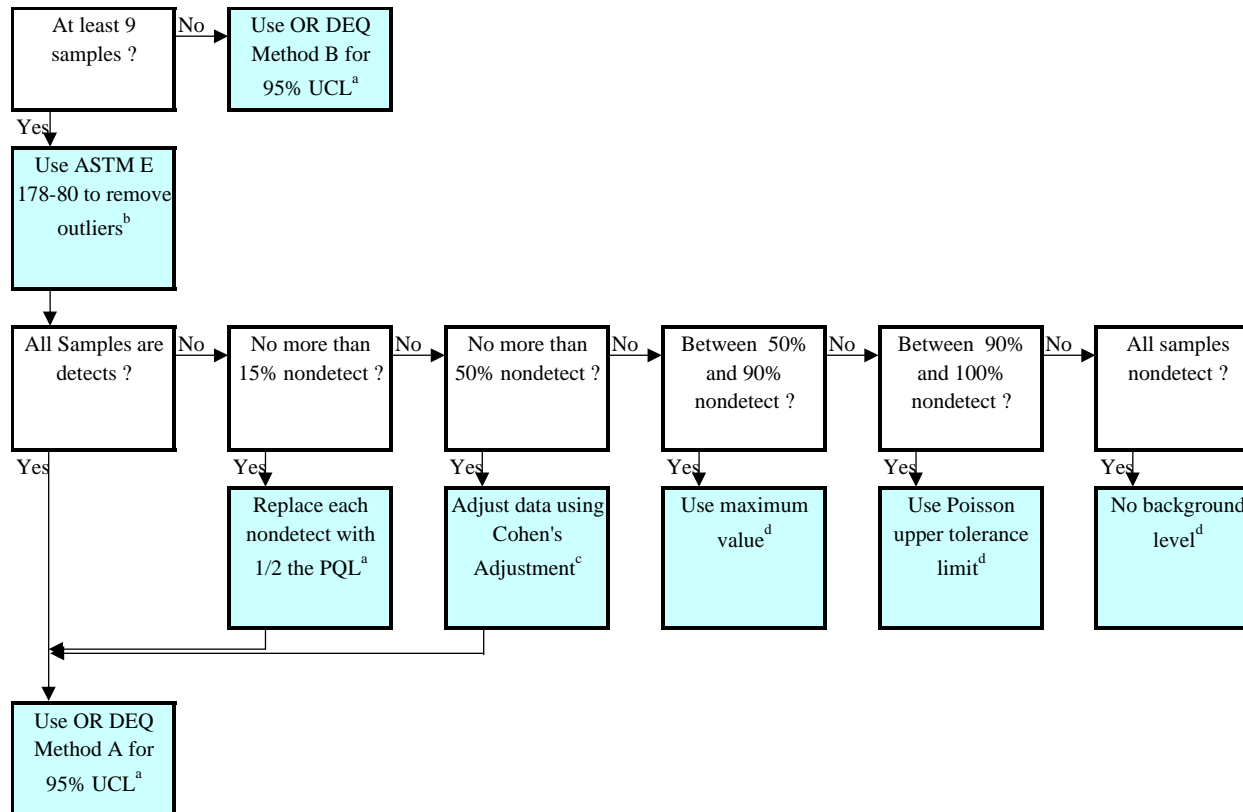 At least 9
samples ?
No
Use OR DEQ
Method B for
95% UCLa
Yes
Use ASTM E
178-80 to remove
outliersb
All Samples are
detects ?
No
No more than
15% nondetect ?
No
No more than
50% nondetect ?
No
Between 50%
and 90%
nondetect ?
No
Between 90%
and 100%
nondetect ?
No
All samples
nondetect ?
Yes
Yes
Yes
Yes
Yes
Yes
Replace each
nondetect with
1/2 the PQLa
Adjust data using
Cohen's
Adjustmentc
Use maximum
valued
Use Poisson
upper tolerance
limitd
No background
leveld
Use OR DEQ
Method A for
95% UCLa